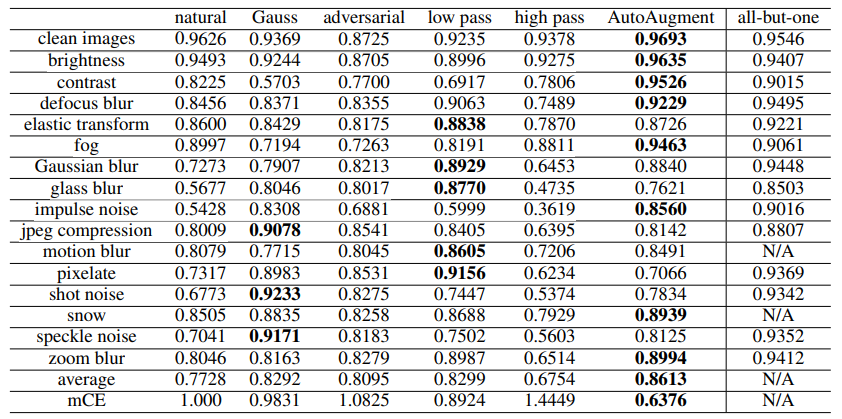 natural Gauss adversarial low pass high pass AutoAugment all-but-one
clean images 0.9626 0.9369 0.8725 0.9235 0.9378 0.9693 0.9546
brightness 0.9493 0.9244 0.8705 0.8996 0.9275 0.9635 0.9407
contrast 0.8225 0.5703 0.7700 0.6917 0.7806 0.9526 0.9015
defocus blur 0.8456 0.8371 0.8355 0.9063 0.7489 0.9229 0.9495
elastic transform 0.8600 0.8429 0.8175 0.8838 0.7870 0.8726 0.9221
fog 0.8997 0.7194 0.7263 0.8191 0.8811 0.9463 0.9061
Gaussian blur 0.7273 0.7907 0.8213 0.8929 0.6453 0.8840 0.9448
glass blur 0.5677 0.8046 0.8017 0.8770 0.4735 0.7621 0.8503
impulse noise 0.5428 0.8308 0.6881 0.5999 0.3619 0.8560 0.9016
jpeg compression 0.8009 0.9078 0.8541 0.8405 0.6395 0.8142 0.8807
motion blur 0.8079 0.7715 0.8045 0.8605 0.7206 0.8491 N/A
pixelate 0.7317 0.8983 0.8531 0.9156 0.6234 0.7066 0.9369
shot noise 0.6773 0.9233 0.8275 0.7447 0.5374 0.7834 0.9342
snow 0.8505 0.8835 0.8258 0.8688 0.7929 0.8939 N/A
speckle noise 0.7041 0.9171 0.8183 0.7502 0.5603 0.8125 0.9352
zoom blur 0.8046 0.8163 0.8279 0.8987 0.6514 0.8994 0.9412
average 0.7728 0.8292 0.8095 0.8299 0.6754 0.8613 N/A
mCE 1.000 0.9831 1.0825 0.8924 1.4449 0.6376 N/A